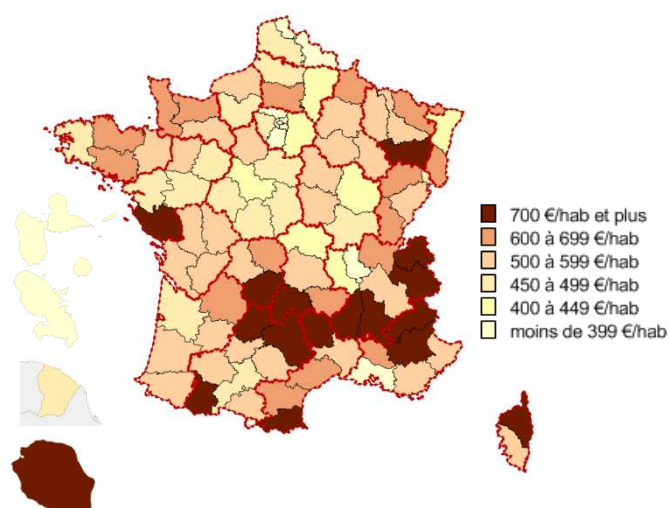 700 €/hab et plus
600 à 699 €/hab
500 à 599 €/hab
450 à 499 €/hab
400 à 449 €/hab
moins de 399 €/hab